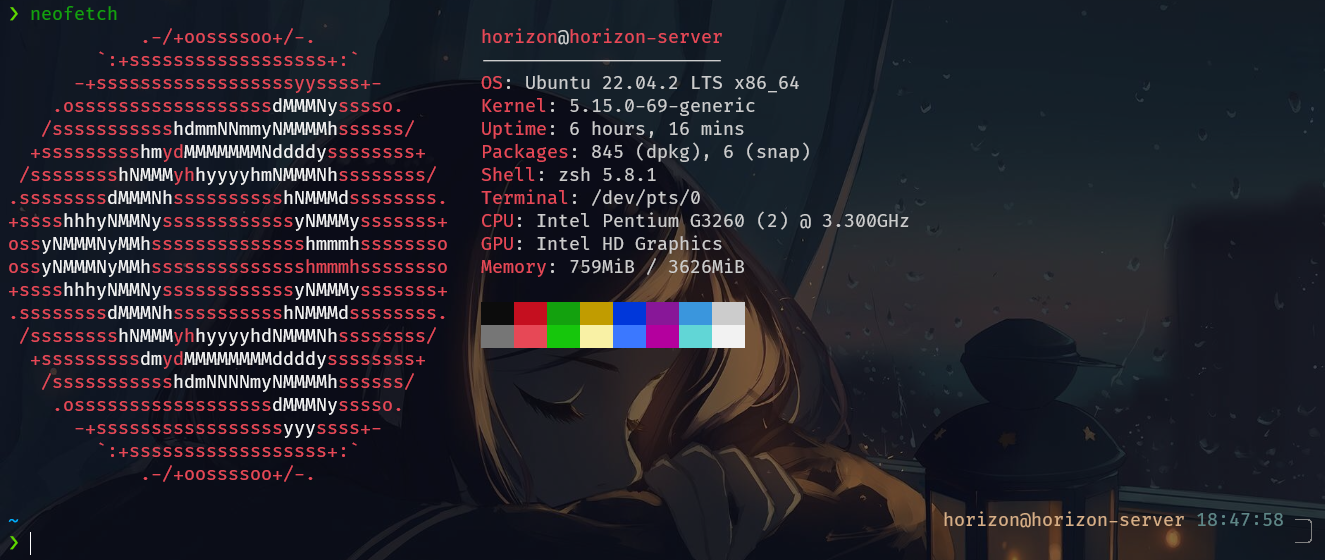 ❯ neofetch
            .-/+oossssoo+/-.               horizon@horizon-server
        `:+ssssssssssssssssss+:`           ----------------------
      -+ssssssssssssssssssyyssss+-         OS: Ubuntu 22.04.2 LTS x86_64
    .ossssssssssssssssssdMMMNysssso.       Kernel: 5.15.0-69-generic
   /ssssssssssshdmmNNmmyNMMMMhssssss/      Uptime: 6 hours, 16 mins
  +ssssssssshmydMMMMMMMNddddyssssssss+     Packages: 845 (dpkg), 6 (snap)
 /sssssssshNMMMyhhyyyyhmNMMMNhssssssss/    Shell: zsh 5.8.1
.ssssssssdMMMNhsssssssssshNMMMdssssssss.   Terminal: /dev/pts/0
+sssshhhyNMMNyssssssssssssyNMMMysssssss+   CPU: Intel Pentium G3260 (2) @ 3.300GHz
ossyNMMMNyMMhsssssssssssssshmmmhssssssso   GPU: Intel HD Graphics
ossyNMMMNyMMhsssssssssssssshmmmhssssssso   Memory: 759MiB / 3626MiB
+sssshhhyNMMNyssssssssssssyNMMMysssssss+
.ssssssssdMMMNhsssssssssshNMMMdssssssss.
 /sssssssshNMMMyhhyyyyhdNMMMNhssssssss/
  +sssssssssdmydMMMMMMMMddddyssssssss+
   /ssssssssssshdmNNNNmyNMMMMhssssss/
    .ossssssssssssssssssdMMMNysssso.
      -+sssssssssssssssssyyyssss+-
        `:+ssssssssssssssssss+:`
            .-/+oossssoo+/-.
~ horizon@horizon-server 18:47:58
❯